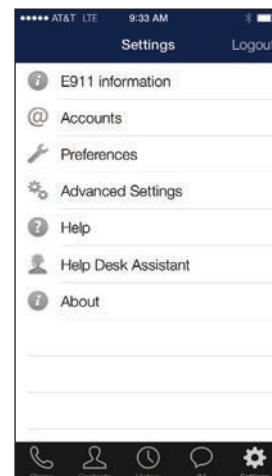 AT&T LTE 9:33 AM
Settings Logout
E911 information
Accounts
Preferences
Advanced Settings
Help
Help Desk Assistant
About